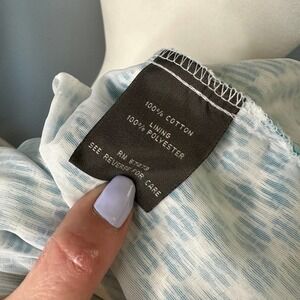 100% COTTON
LINING
100% POLYESTER
RN
SEE REVERSE FOR CARE